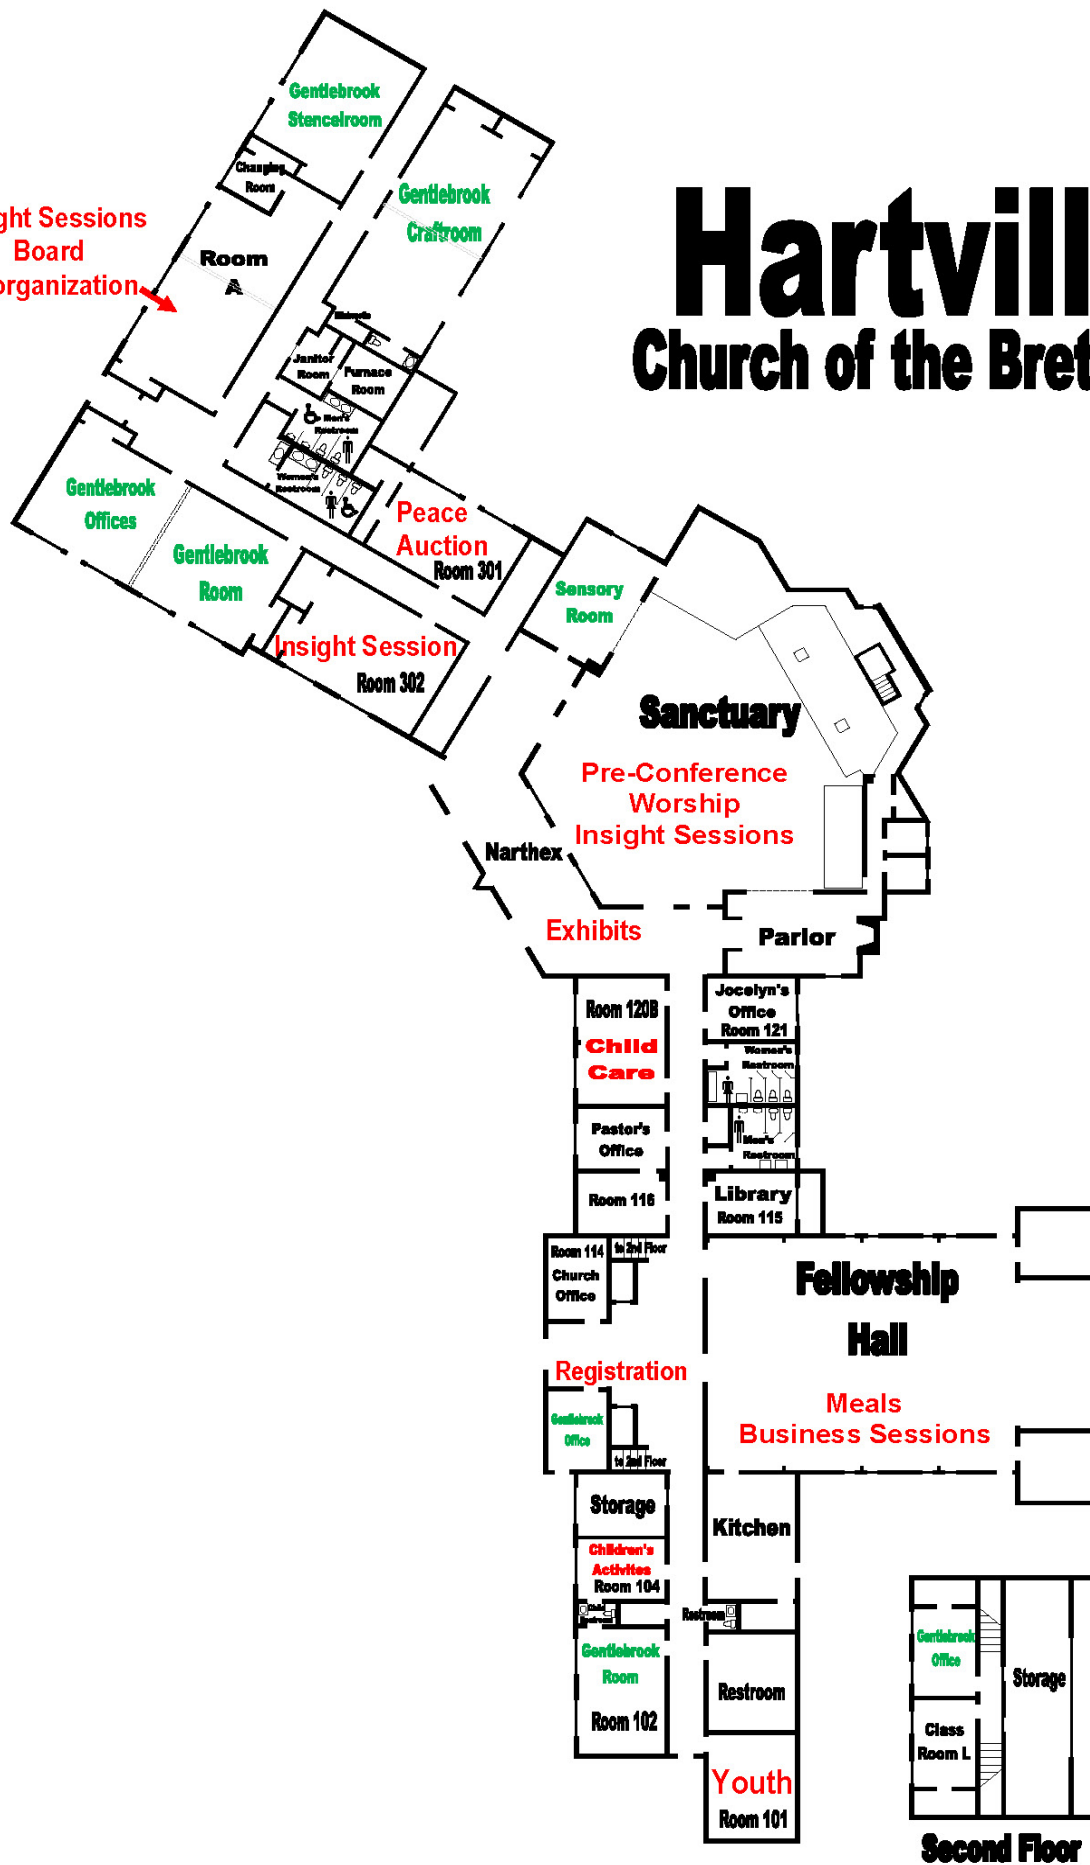 Hartvill
Church of the Bret
Gentlebrook
Stencelroom
Changing
Room
Gentlebrook
Craftroom
ght Sessions
Board
organization
Room
A
Janitor
Room
Furnace
Room
Men's
Restroom
Women's
Restroom
Gentlebrook
Offices
Gentlebrook
Room
Peace
Auction
Room 301
Insight Session
Room 302
Sensory
Room
Sanctuary
Pre-Conference
Worship
Insight Sessions
Narthex
Exhibits
Parlor
Room 120B
Child
Care
Jocelyn's
Office
Room 121
Women's
Restroom
Pastor's
Office
Men's
Restroom
Room 116
Library
Room 115
Room 114
Church
Office
to 2nd Floor
Fellowship
Hall
Registration
Meals
Business Sessions
Gentlebrook
Office
to 2nd Floor
Storage
Kitchen
Children's
Activites
Room 104
Child
Restroom
Restroom
Gentlebrook
Room
Room 102
Restroom
Youth
Room 101
Gentlebrook
Office
Storage
Class
Room L
Second Floor